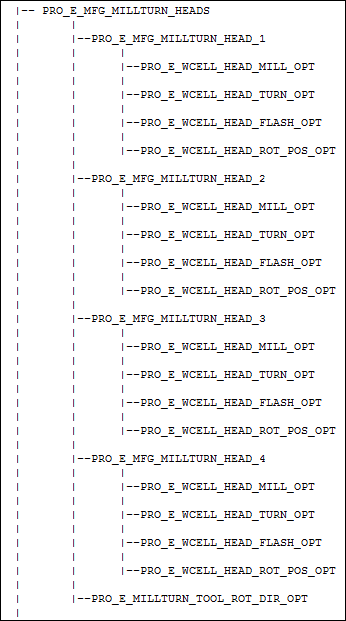 |-- PRO_E_MFG_MILLTURN_HEADS
|--PRO_E_MFG_MILLTURN_HEAD_1
|--PRO_E_WCELL_HEAD_MILL_OPT
|--PRO_E_WCELL_HEAD_TURN_OPT
|--PRO_E_WCELL_HEAD_FLASH_OPT
|--PRO_E_WCELL_HEAD_ROT_POS_OPT
|--PRO_E_MFG_MILLTURN_HEAD_2
|--PRO_E_WCELL_HEAD_MILL_OPT
|--PRO_E_WCELL_HEAD_TURN_OPT
|--PRO_E_WCELL_HEAD_FLASH_OPT
|--PRO_E_WCELL_HEAD_ROT_POS_OPT
|--PRO_E_MFG_MILLTURN_HEAD_3
|--PRO_E_WCELL_HEAD_MILL_OPT
|--PRO_E_WCELL_HEAD_TURN_OPT
|--PRO_E_WCELL_HEAD_FLASH_OPT
|--PRO_E_WCELL_HEAD_ROT_POS_OPT
|--PRO_E_MFG_MILLTURN_HEAD_4
|--PRO_E_WCELL_HEAD_MILL_OPT
|--PRO_E_WCELL_HEAD_TURN_OPT
|--PRO_E_WCELL_HEAD_FLASH_OPT
|--PRO_E_WCELL_HEAD_ROT_POS_OPT
|--PRO_E_MILLTURN_TOOL_ROT_DIR_OPT